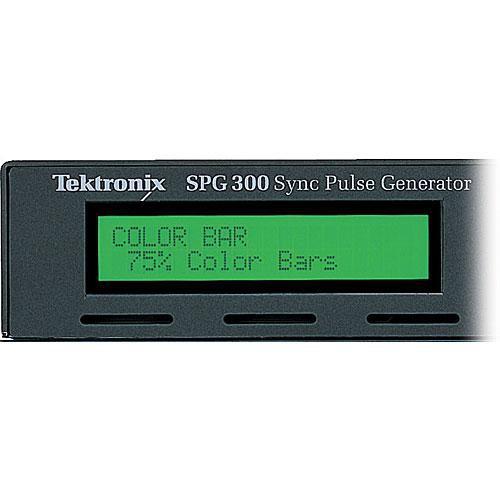 Tektronix SPG 300 Sync Pulse Generator
COLOR BAR
75% Color Bars